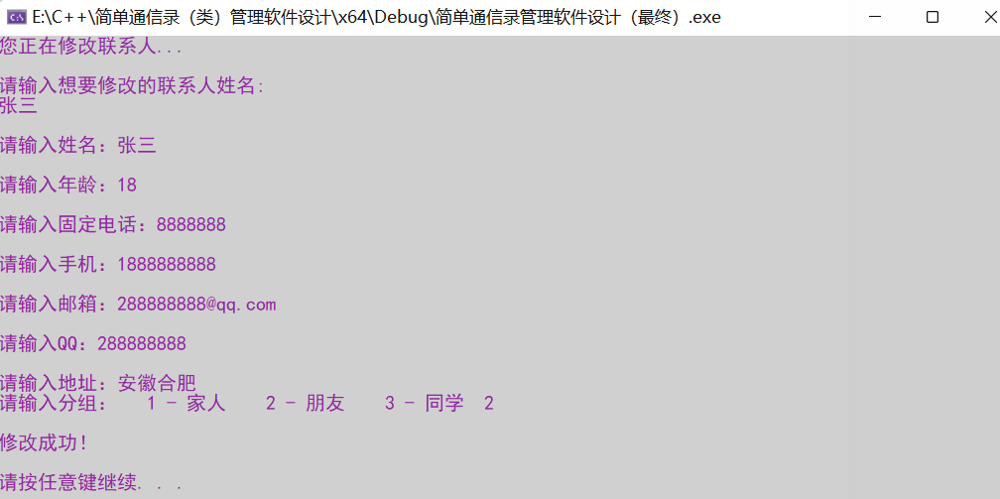 E:\C++\简单通信录（类）管理软件设计\x64\Debug\简单通信录管理软件设计（最终）.exe
您正在修改联系人...
请输入想要修改的联系人姓名:
张三
请输入姓名：张三
请输入年龄：18
请输入固定电话：8888888
请输入手机：1888888888
请输入邮箱：288888888@qq.com
请输入QQ：288888888
请输入地址：安徽合肥
请输入分组：   1 - 家人    2 - 朋友    3 - 同学  2
修改成功！
请按任意键继续. . .